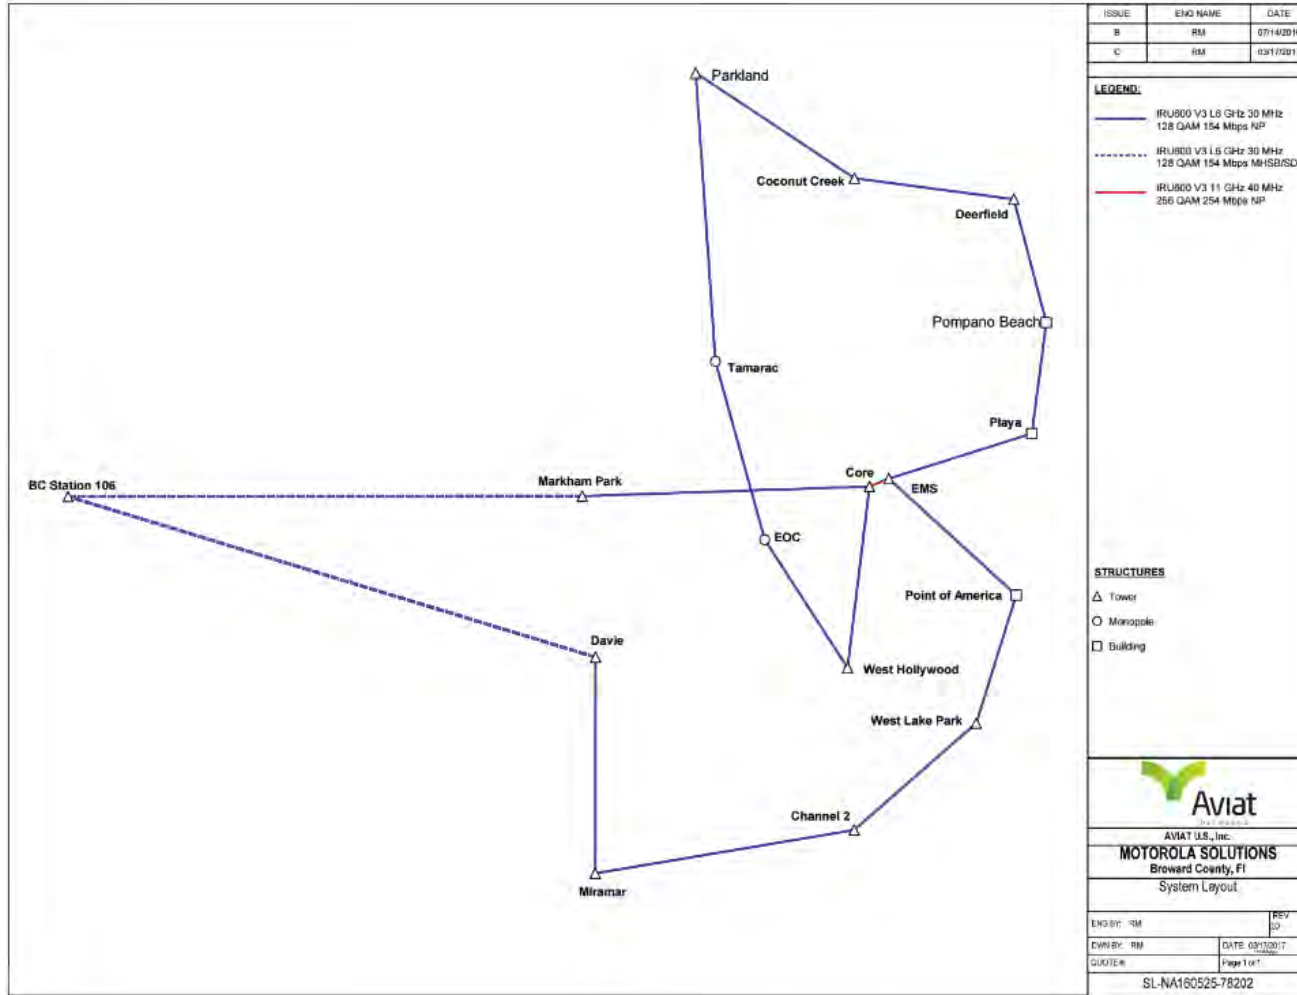 ISSUE ENG NAME DATE
B RM
C RM
LEGEND:
IRU600 V3 L6 GHz 30 MHz
128 QAM 154 Mbps NP
IRU600 V3 L6 GHz 30 MHz
128 QAM 154 Mbps MHSB/SD
IRU600 V3 11 GHz 40 MHz
256 QAM 254 Mbps NP
Parkland
Coconut Creek
Deerfield
Pompano Beach
Tamarac
Playa
Core
EMS
BC Station 106
Markham Park
EOC
Point of America
Davie
West Hollywood
West Lake Park
Channel 2
Miramar
STRUCTURES
Tower
Monopole
Building
Aviat
AVIAT U.S., Inc.
MOTOROLA SOLUTIONS
Broward County, Fl
System Layout
ENG BY: RM REV
DWN BY: RM DATE: 03/17/2017
QUOTE #: Page 1 of 1
SL-NA160525-78202